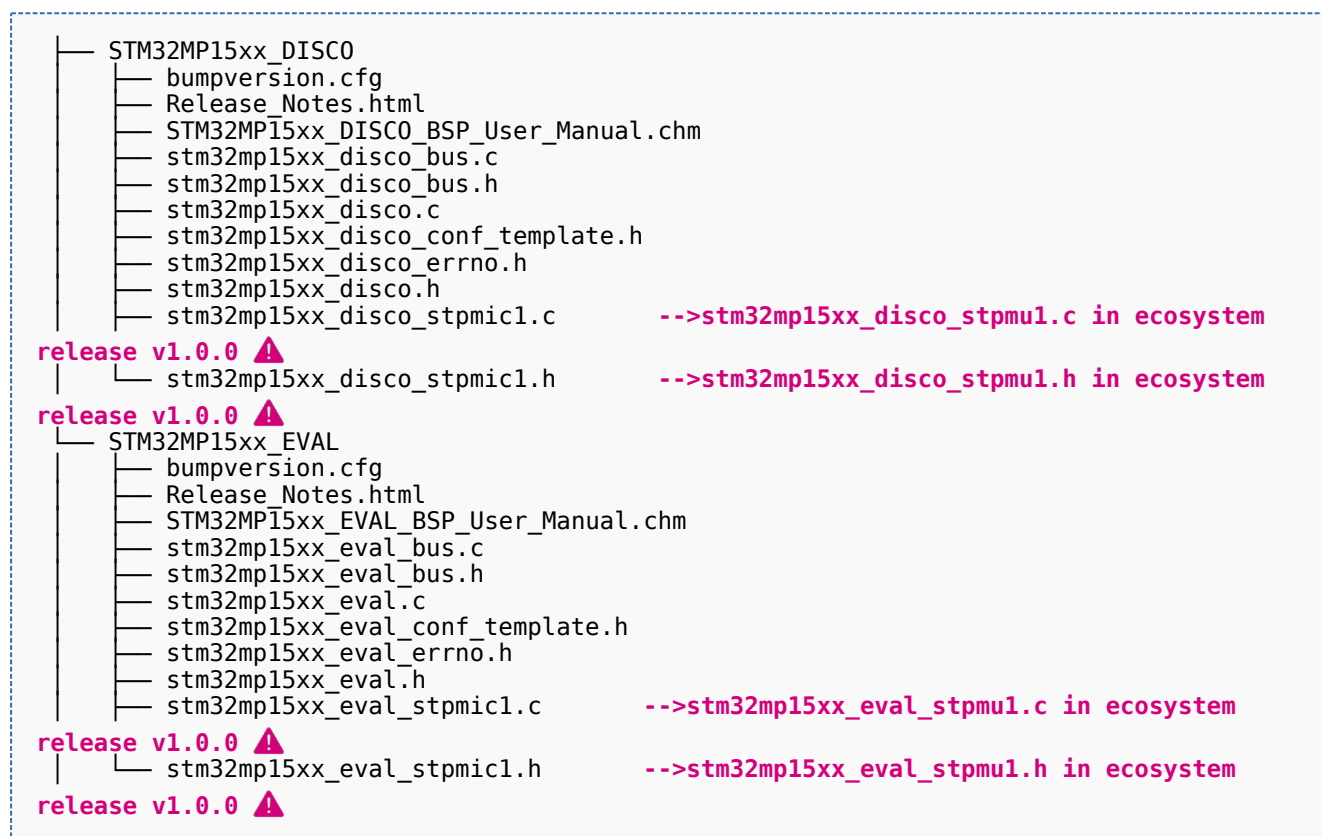 ├── STM32MP15xx_DISCO
│   ├── bumpversion.cfg
│   ├── Release_Notes.html
│   ├── STM32MP15xx_DISCO_BSP_User_Manual.chm
│   ├── stm32mp15xx_disco_bus.c
│   ├── stm32mp15xx_disco_bus.h
│   ├── stm32mp15xx_disco.c
│   ├── stm32mp15xx_disco_conf_template.h
│   ├── stm32mp15xx_disco_errno.h
│   ├── stm32mp15xx_disco.h
│   ├── stm32mp15xx_disco_stpmic1.c       -->stm32mp15xx_disco_stpmu1.c in ecosystem
release v1.0.0 ⚠
│   └── stm32mp15xx_disco_stpmic1.h       -->stm32mp15xx_disco_stpmu1.h in ecosystem
release v1.0.0 ⚠
└── STM32MP15xx_EVAL
│   ├── bumpversion.cfg
│   ├── Release_Notes.html
│   ├── STM32MP15xx_EVAL_BSP_User_Manual.chm
│   ├── stm32mp15xx_eval_bus.c
│   ├── stm32mp15xx_eval_bus.h
│   ├── stm32mp15xx_eval.c
│   ├── stm32mp15xx_eval_conf_template.h
│   ├── stm32mp15xx_eval_errno.h
│   ├── stm32mp15xx_eval.h
│   ├── stm32mp15xx_eval_stpmic1.c       -->stm32mp15xx_eval_stpmu1.c in ecosystem
release v1.0.0 ⚠
│   └── stm32mp15xx_eval_stpmic1.h       -->stm32mp15xx_eval_stpmu1.h in ecosystem
release v1.0.0 ⚠